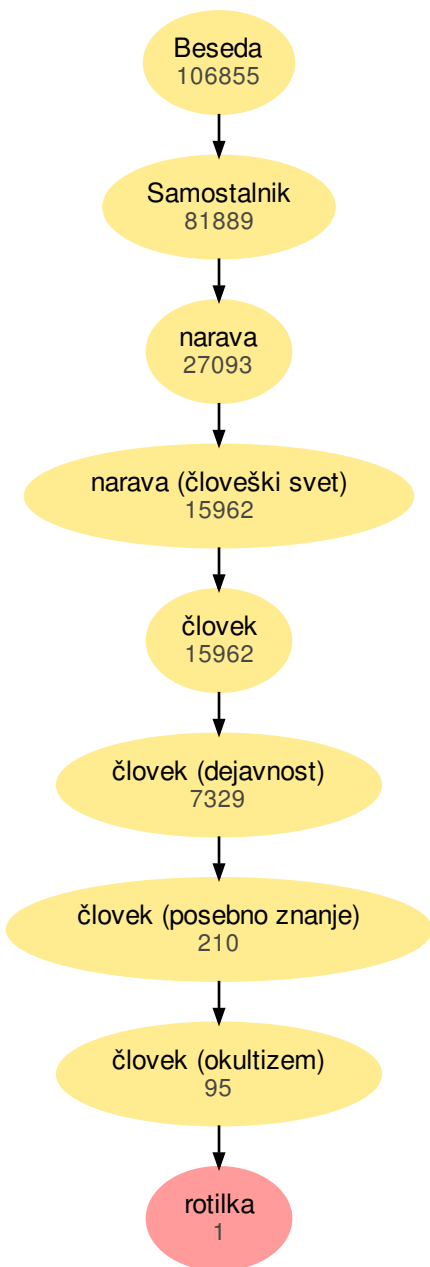 Beseda
106855
Samostalnik
81889
narava
27093
narava (človeški svet)
15962
človek
15962
človek (dejavnost)
7329
človek (posebno znanje)
210
človek (okultizem)
95
rotilka
1